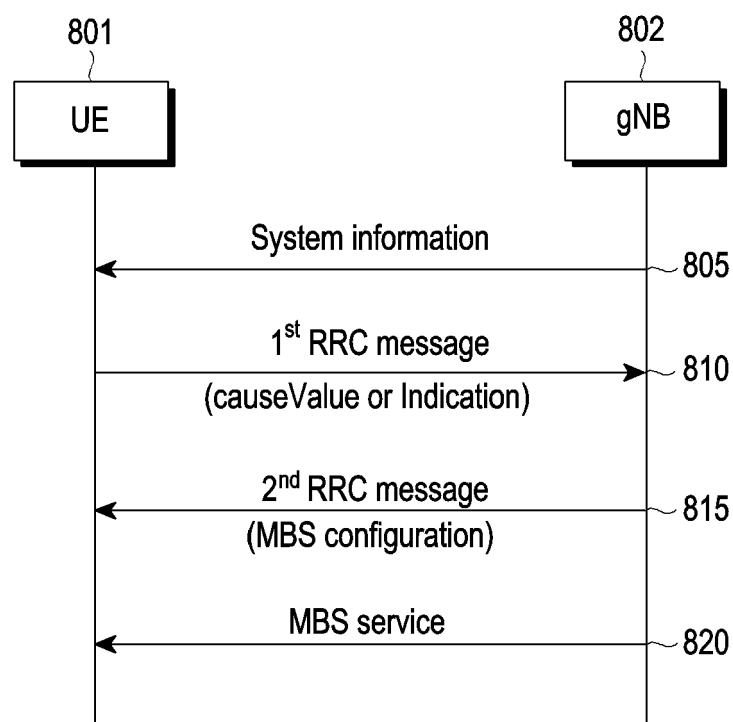 801
802
UE
gNB
System information
805
1st RRC message
810
(causeValue or Indication)
2nd RRC message
815
(MBS configuration)
MBS service
820